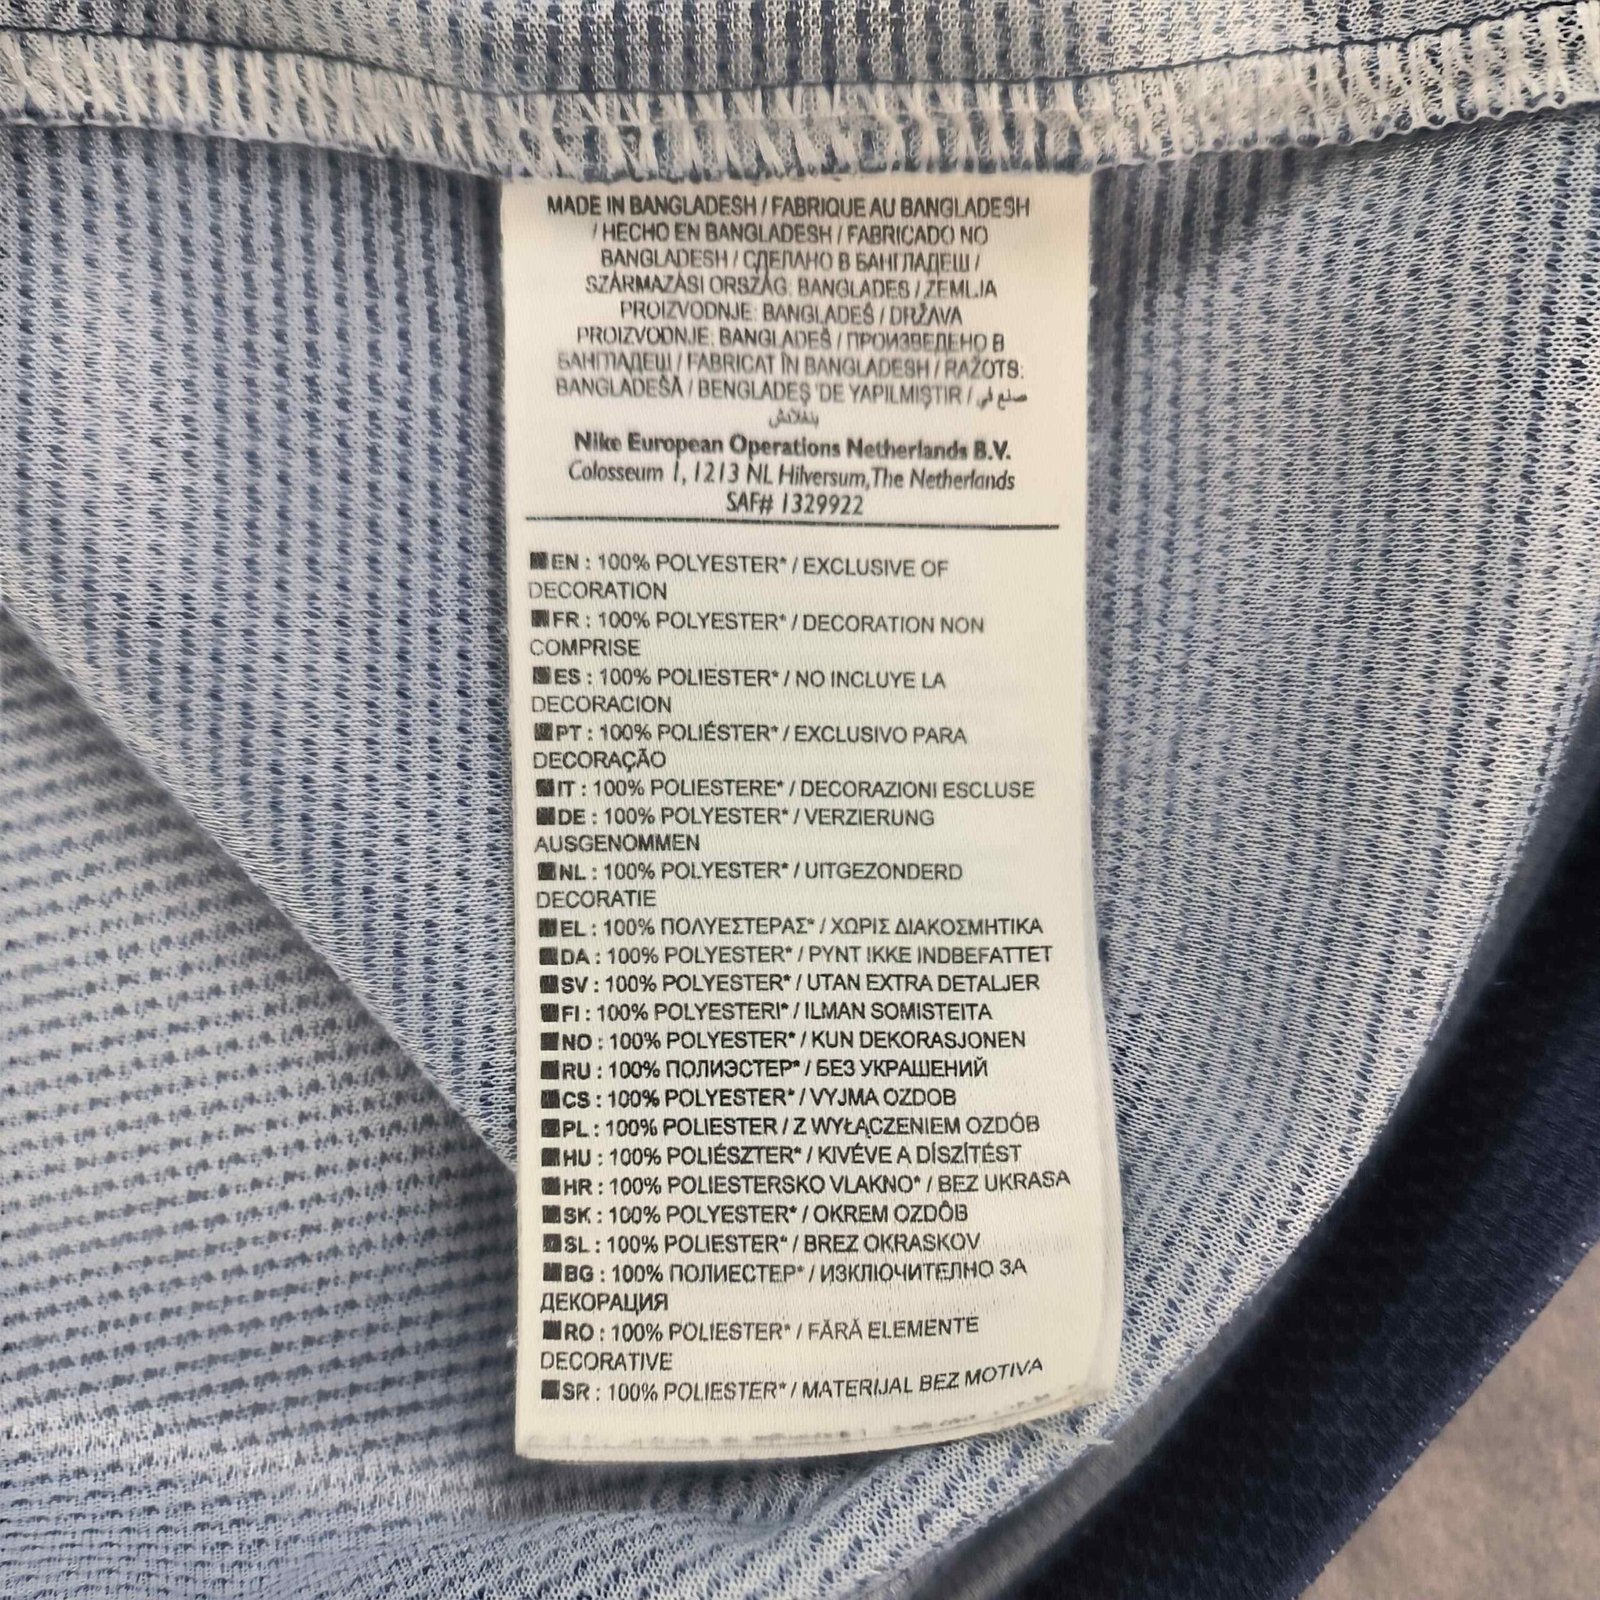 MADE IN BANGLADESH / FABRIQUE AU BANGLADESH
/ HECHO EN BANGLADESH / FABRICADO NO
BANGLADESH / СДЕЛАНО В БАНГЛАДЕШ /
SZÁRMAZÁSI ORSZÁG: BANGLADES / ZEMLJA
PROIZVODNJE: BANGLADEŠ / DRŽAVA
PROIZVODNJE: BANGLADEŠ / ПРОИЗВЕДЕНО В
БАНГЛАДЕШ / FABRICAT ÎN BANGLADESH / RAŽOTS:
BANGLADEŠĀ / BENGLADEŞ 'DE YAPILMIŞTIR / صنع في
بنغلادش
Nike European Operations Netherlands B.V.
Colosseum 1, 1213 NL Hilversum, The Netherlands
SAF# 1329922
EN : 100% POLYESTER* / EXCLUSIVE OF
DECORATION
FR : 100% POLYESTER* / DECORATION NON
COMPRISE
ES : 100% POLIESTER* / NO INCLUYE LA
DECORACION
PT : 100% POLIÉSTER* / EXCLUSIVO PARA
DECORAÇÃO
IT : 100% POLIESTERE* / DECORAZIONI ESCLUSE
DE : 100% POLYESTER* / VERZIERUNG
AUSGENOMMEN
NL : 100% POLYESTER* / UITGEZONDERD
DECORATIE
EL : 100% ΠΟΛΥΕΣΤΕΡΑΣ* / ΧΩΡΙΣ ΔΙΑΚΟΣΜΗΤΙΚΑ
DA : 100% POLYESTER* / PYNT IKKE INDBEFATTET
SV : 100% POLYESTER* / UTAN EXTRA DETALJER
FI : 100% POLYESTERI* / ILMAN SOMISTEITA
NO : 100% POLYESTER* / KUN DEKORASJONEN
RU : 100% ПОЛИЭСТЕР* / БЕЗ УКРАШЕНИЙ
CS : 100% POLYESTER* / VYJMA OZDOB
PL : 100% POLIESTER / Z WYŁĄCZENIEM OZDÓB
HU : 100% POLIÉSZTER* / KIVÉVE A DÍSZÍTÉST
HR : 100% POLIESTERSKO VLAKNO* / BEZ UKRASA
SK : 100% POLYESTER* / OKREM OZDÔB
SL : 100% POLIESTER* / BREZ OKRASKOV
BG : 100% ПОЛИЕСТЕР* / ИЗКЛЮЧИТЕЛНО ЗА
ДЕКОРАЦИЯ
RO : 100% POLIESTER* / FĂRĂ ELEMENTE
DECORATIVE
SR : 100% POLIESTER* / MATERIJAL BEZ MOTIVA